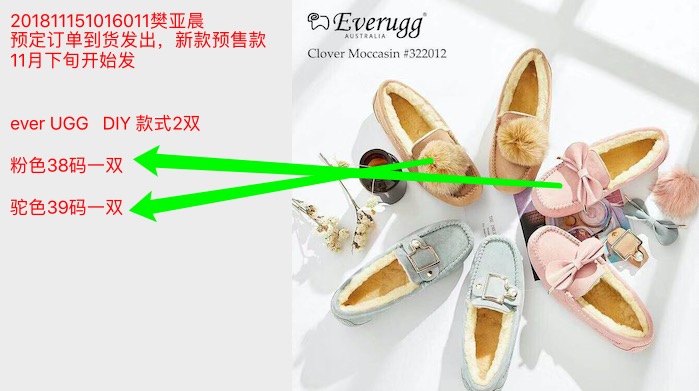 201811151016011樊亚晨
预定订单到货发出，新款预售款
11月下旬开始发
ever UGG DIY 款式2双
粉色38码一双
驼色39码一双
Everugg®
AUSTRALIA
Clover Moccasin #322012